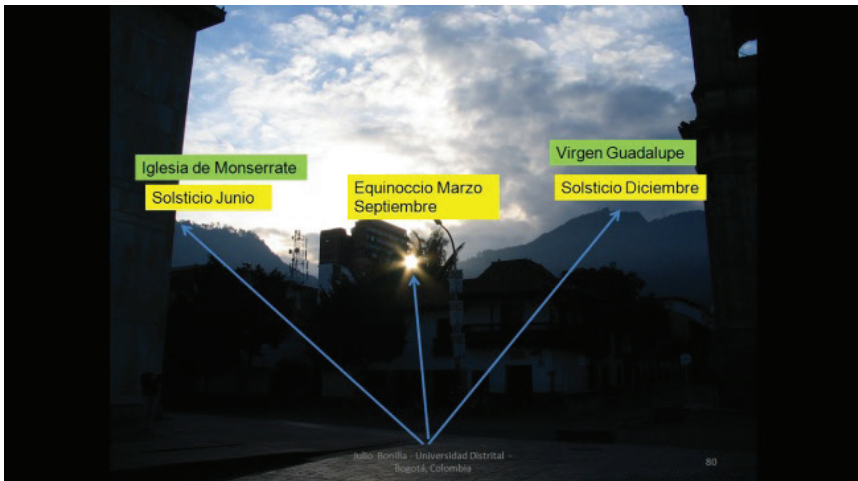 Iglesia de Monserrate
Solsticio Junio
Equinoccio Marzo
Septiembre
Virgen Guadalupe
Solsticio Diciembre
Julio Bonilla - Universidad Distrital -
Bogotá, Colombia
80